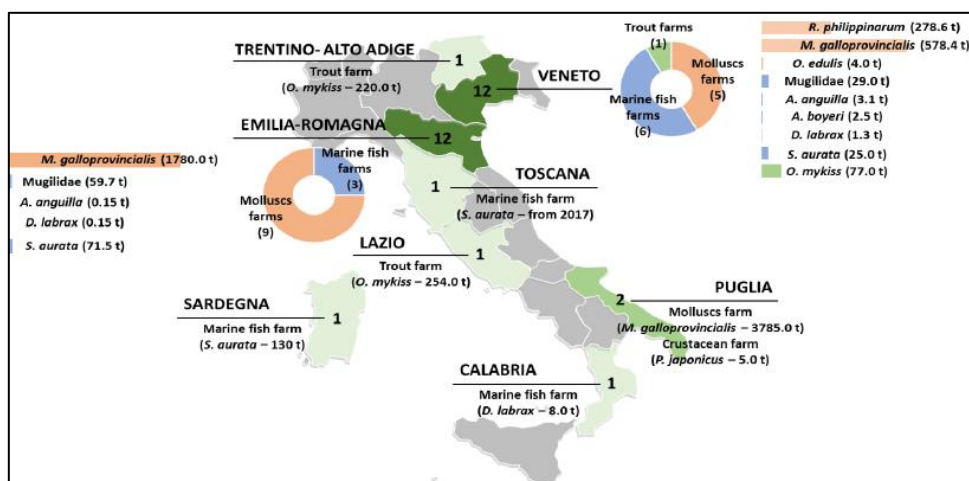 TRENTINO- ALTO ADIGE
1
Trout farm
(O. mykiss – 220.0 t)
Trout farms
(1)
Molluscs
farms
(5)
Marine fish
farms
(6)
VENETO
12
R. philippinarum (278.6 t)
M. galloprovincialis (578.4 t)
O. edulis (4.0 t)
Mugilidae (29.0 t)
A. anguilla (3.1 t)
A. boyeri (2.5 t)
D. labrax (1.3 t)
S. aurata (25.0 t)
O. mykiss (77.0 t)
EMILIA-ROMAGNA
12
M. galloprovincialis (1780.0 t)
Mugilidae (59.7 t)
A. anguilla (0.15 t)
D. labrax (0.15 t)
S. aurata (71.5 t)
Marine fish
farms
(3)
Molluscs
farms
(9)
TOSCANA
1
Marine fish farm
(S. aurata – from 2017)
LAZIO
1
Trout farm
(O. mykiss – 254.0 t)
SARDEGNA
1
Marine fish farm
(S. aurata – 130 t)
PUGLIA
2
Molluscs farm
(M. galloprovincialis – 3785.0 t)
Crustacean farm
(P. japonicus – 5.0 t)
CALABRIA
1
Marine fish farm
(D. labrax – 8.0 t)